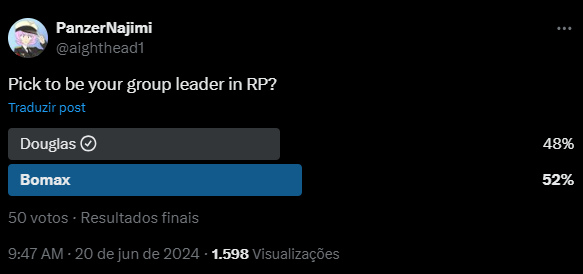 PanzerNajimi
@aighthead1
Pick to be your group leader in RP?
Traduzir post
Douglas 48%
Bomax 52%
50 votos · Resultados finais
9:47 AM · 20 de jun de 2024 · 1.598 Visualizações